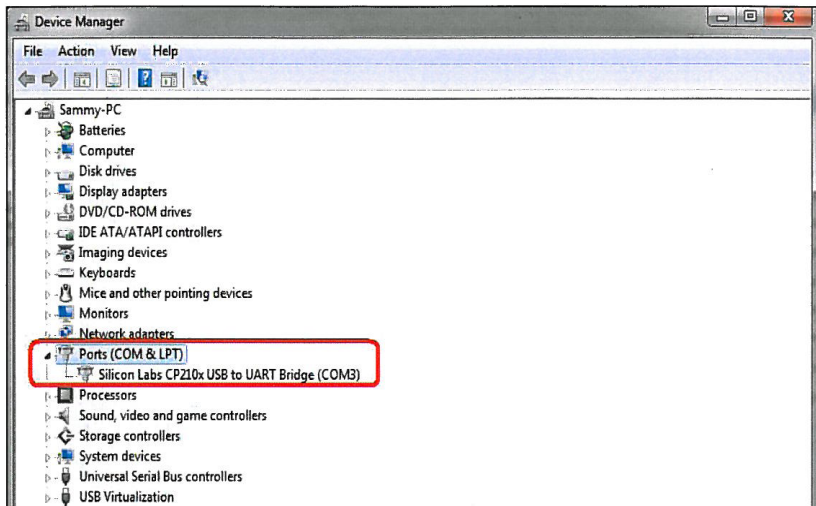 Device Manager
File Action View Help
Sammy-PC
Batteries
Computer
Disk drives
Display adapters
DVD/CD-ROM drives
IDE ATA/ATAPI controllers
Imaging devices
Keyboards
Mice and other pointing devices
Monitors
Network adapters
Ports (COM & LPT)
Silicon Labs CP210x USB to UART Bridge (COM3)
Processors
Sound, video and game controllers
Storage controllers
System devices
Universal Serial Bus controllers
USB Virtualization